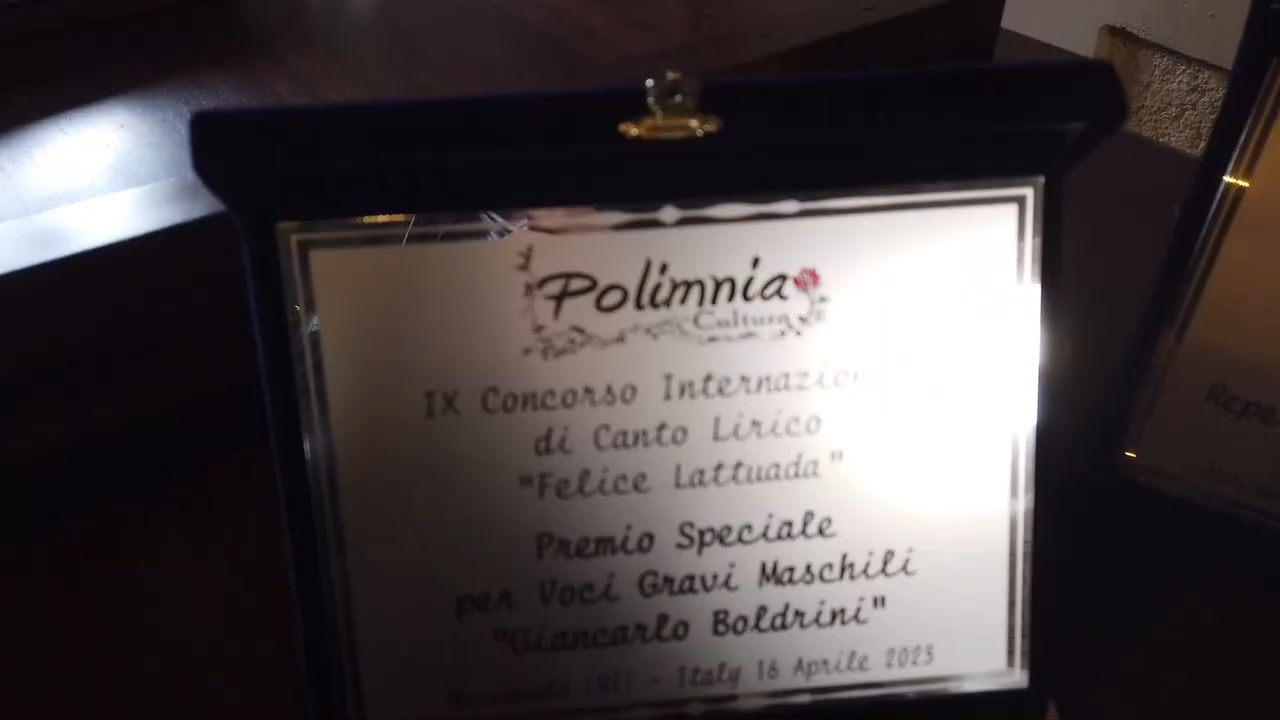 Polimnia
Cultura
IX Concorso
di Canto Lirico
"Felice Lattuada"
Premio Speciale
per Voci Gravi Maschili
"Giancarlo Boldrini"
(MI) - Italy 16 Aprile 2023